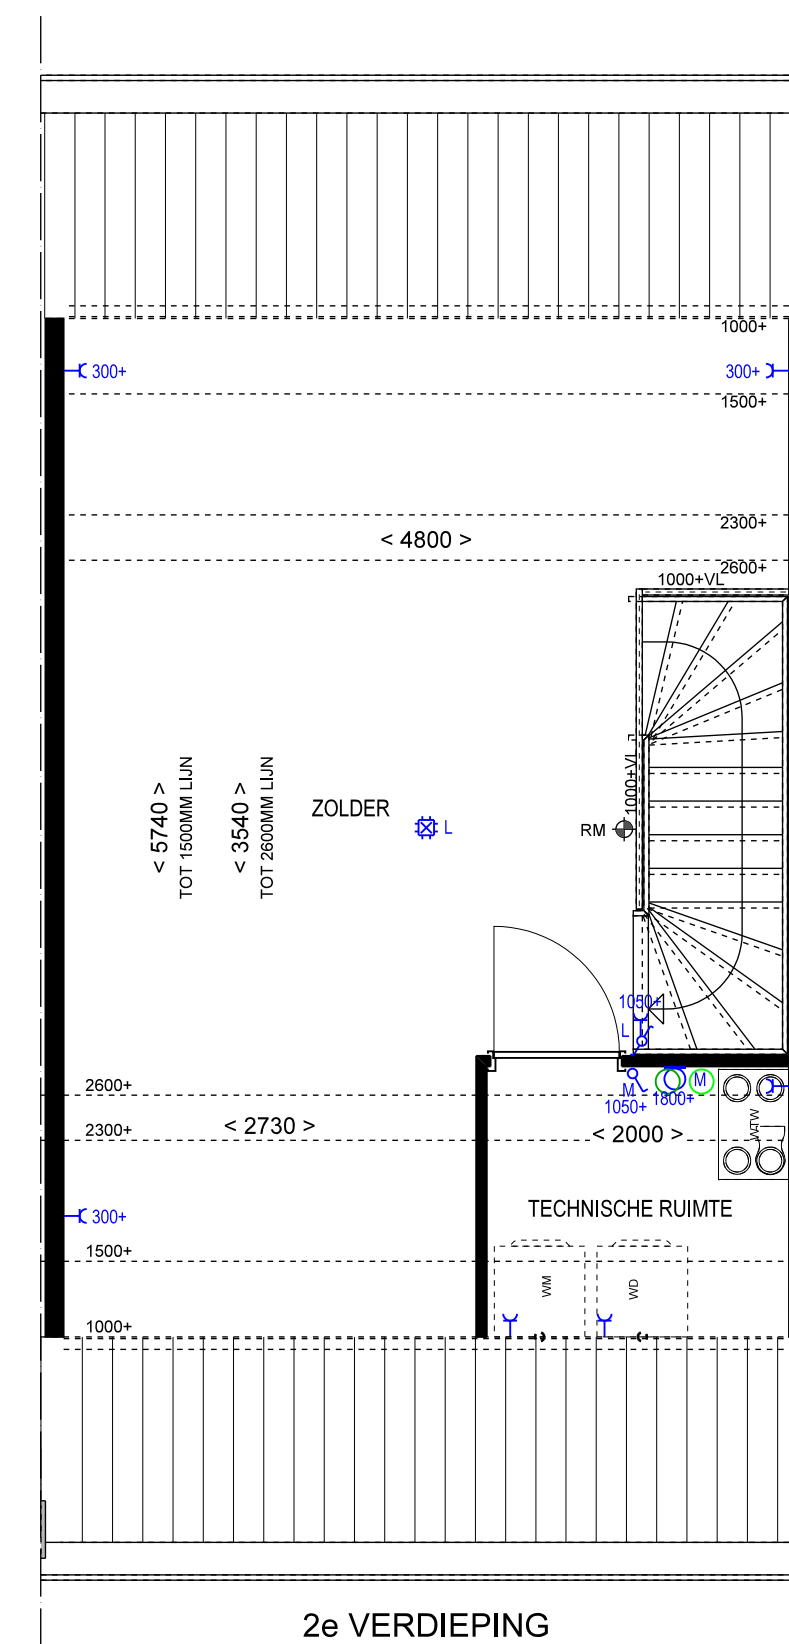 1000+
300+
300+
1500+
2300+
< 4800 >
2600+
1000+VL
< 5740 >
TOT 1500MM LIJN
< 3540 >
TOT 2600MM LIJN
1000+VL
ZOLDER
L
RM
1050+
L
2600+
M
M
1050+
1800+
< 2730 >
2300+
< 2000 >
WTW
300+
TECHNISCHE RUIMTE
1500+
WM
WD
1000+
2e VERDIEPING